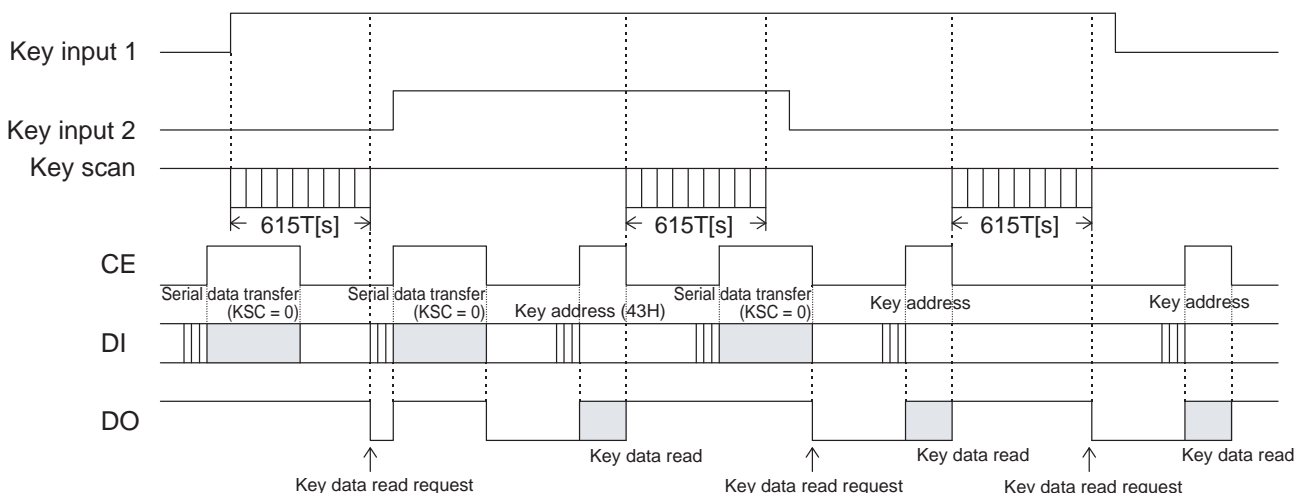 Key input 1
Key input 2
Key scan
615T[s]
615T[s]
615T[s]
CE
Serial data transfer
(KSC = 0)
Serial data transfer
(KSC = 0)
Key address (43H)
Serial data transfer
(KSC = 0)
Key address
Key address
DI
DO
Key data read
Key data read
Key data read
Key data read request
Key data read request
Key data read request